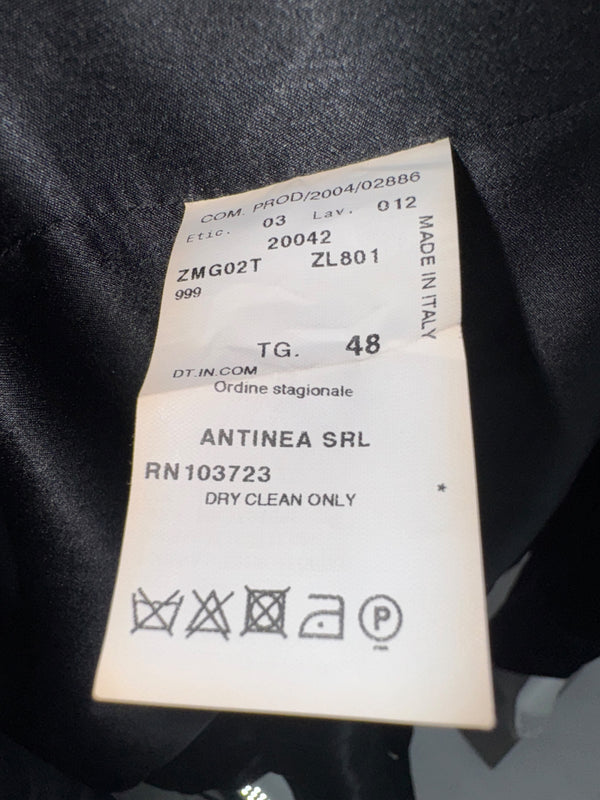 COM. PROD/2004/02886
Etic. 03 Lav. 012
20042
ZMG02T ZL801
999
MADE IN ITALY
TG. 48
DT.IN.COM
Ordine stagionale
ANTINEA SRL
RN103723
DRY CLEAN ONLY
*
P